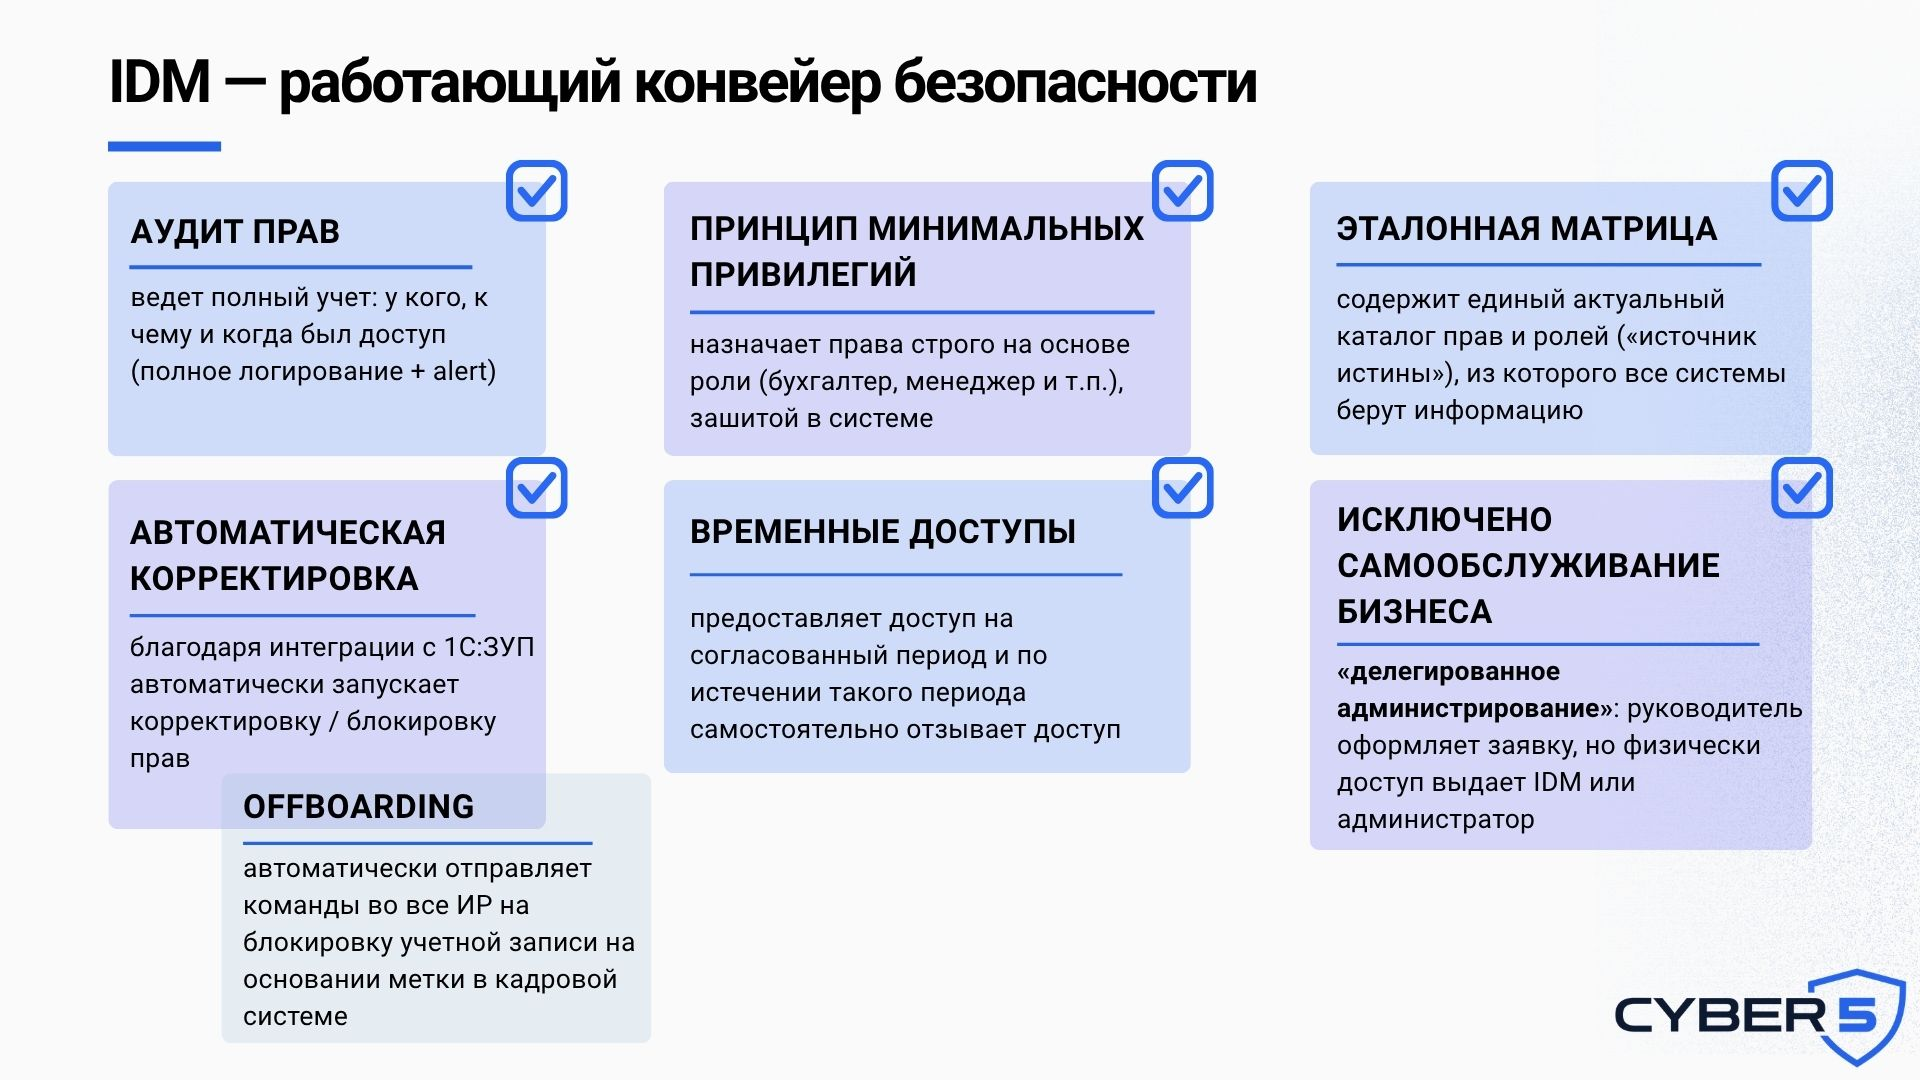 IDM — работающий конвейер безопасности
АУДИТ ПРАВ
ведет полный учет: у кого, к
чему и когда был доступ
(полное логирование + alert)
ПРИНЦИП МИНИМАЛЬНЫХ
ПРИВИЛЕГИЙ
назначает права строго на основе
роли (бухгалтер, менеджер и т.п.),
зашитой в системе
ЭТАЛОННАЯ МАТРИЦА
содержит единый актуальный
каталог прав и ролей («источник
истины»), из которого все системы
берут информацию
АВТОМАТИЧЕСКАЯ
КОРРЕКТИРОВКА
благодаря интеграции с 1С:ЗУП
автоматически запускает
корректировку / блокировку
прав
OFFBOARDING
автоматически отправляет
команды во все ИР на
блокировку учетной записи на
основании метки в кадровой
системе
ВРЕМЕННЫЕ ДОСТУПЫ
предоставляет доступ на
согласованный период и по
истечении такого периода
самостоятельно отзывает доступ
ИСКЛЮЧЕНО
САМООБСЛУЖИВАНИЕ
БИЗНЕСА
«делегированное
администрирование»: руководитель
оформляет заявку, но физически
доступ выдает IDM или
администратор
CYBER 5